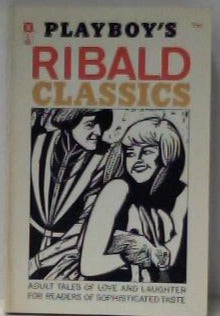 PLAYBOY'S
RIBALD
CLASSICS
ADULT TALES OF LOVE AND LAUGHTER
FOR READERS OF SOPHISTICATED TASTE